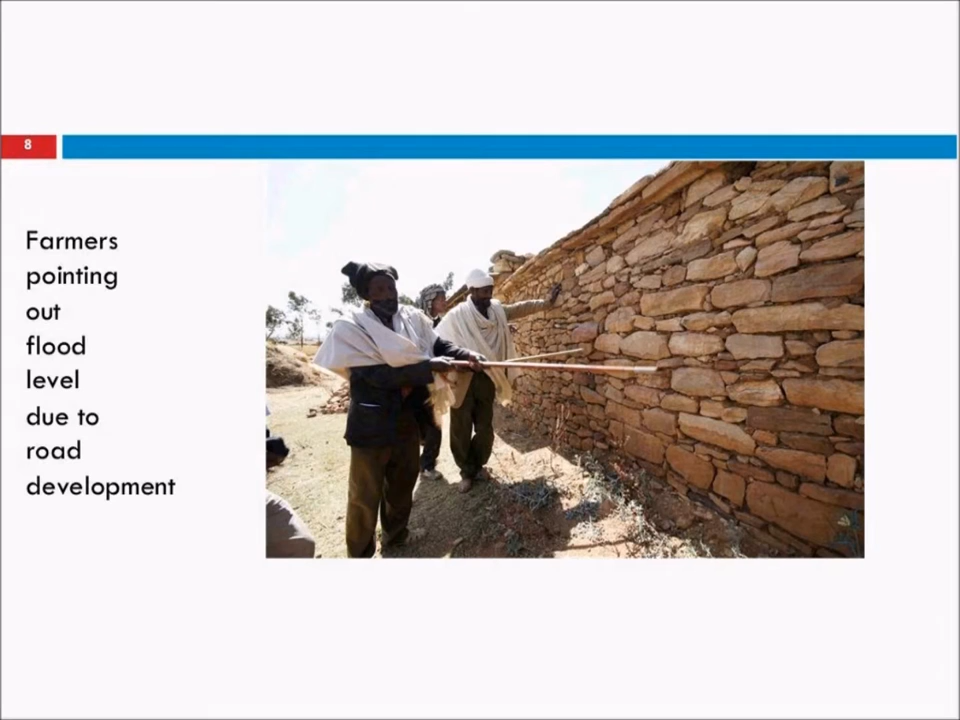 8
Farmers
pointing
out
flood
level
due to
road
development